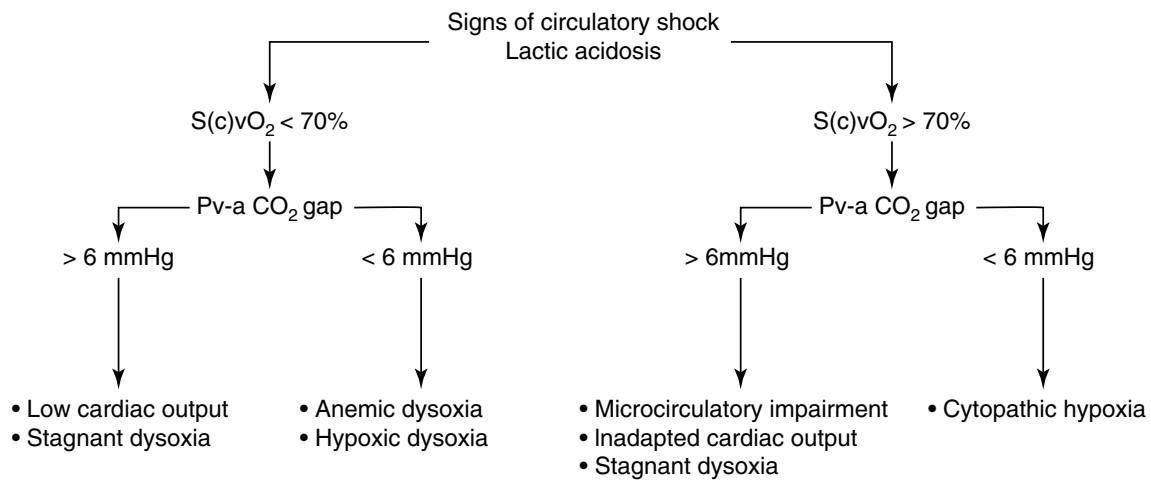 Signs of circulatory shock
Lactic acidosis
S(c)vO₂ < 70%
S(c)vO₂ > 70%
Pv-a CO₂ gap
Pv-a CO₂ gap
> 6 mmHg
< 6 mmHg
> 6mmHg
< 6 mmHg
• Low cardiac output
• Stagnant dysoxia
• Anemic dysoxia
• Hypoxic dysoxia
• Microcirculatory impairment
• Inadapted cardiac output
• Stagnant dysoxia
• Cytopathic hypoxia